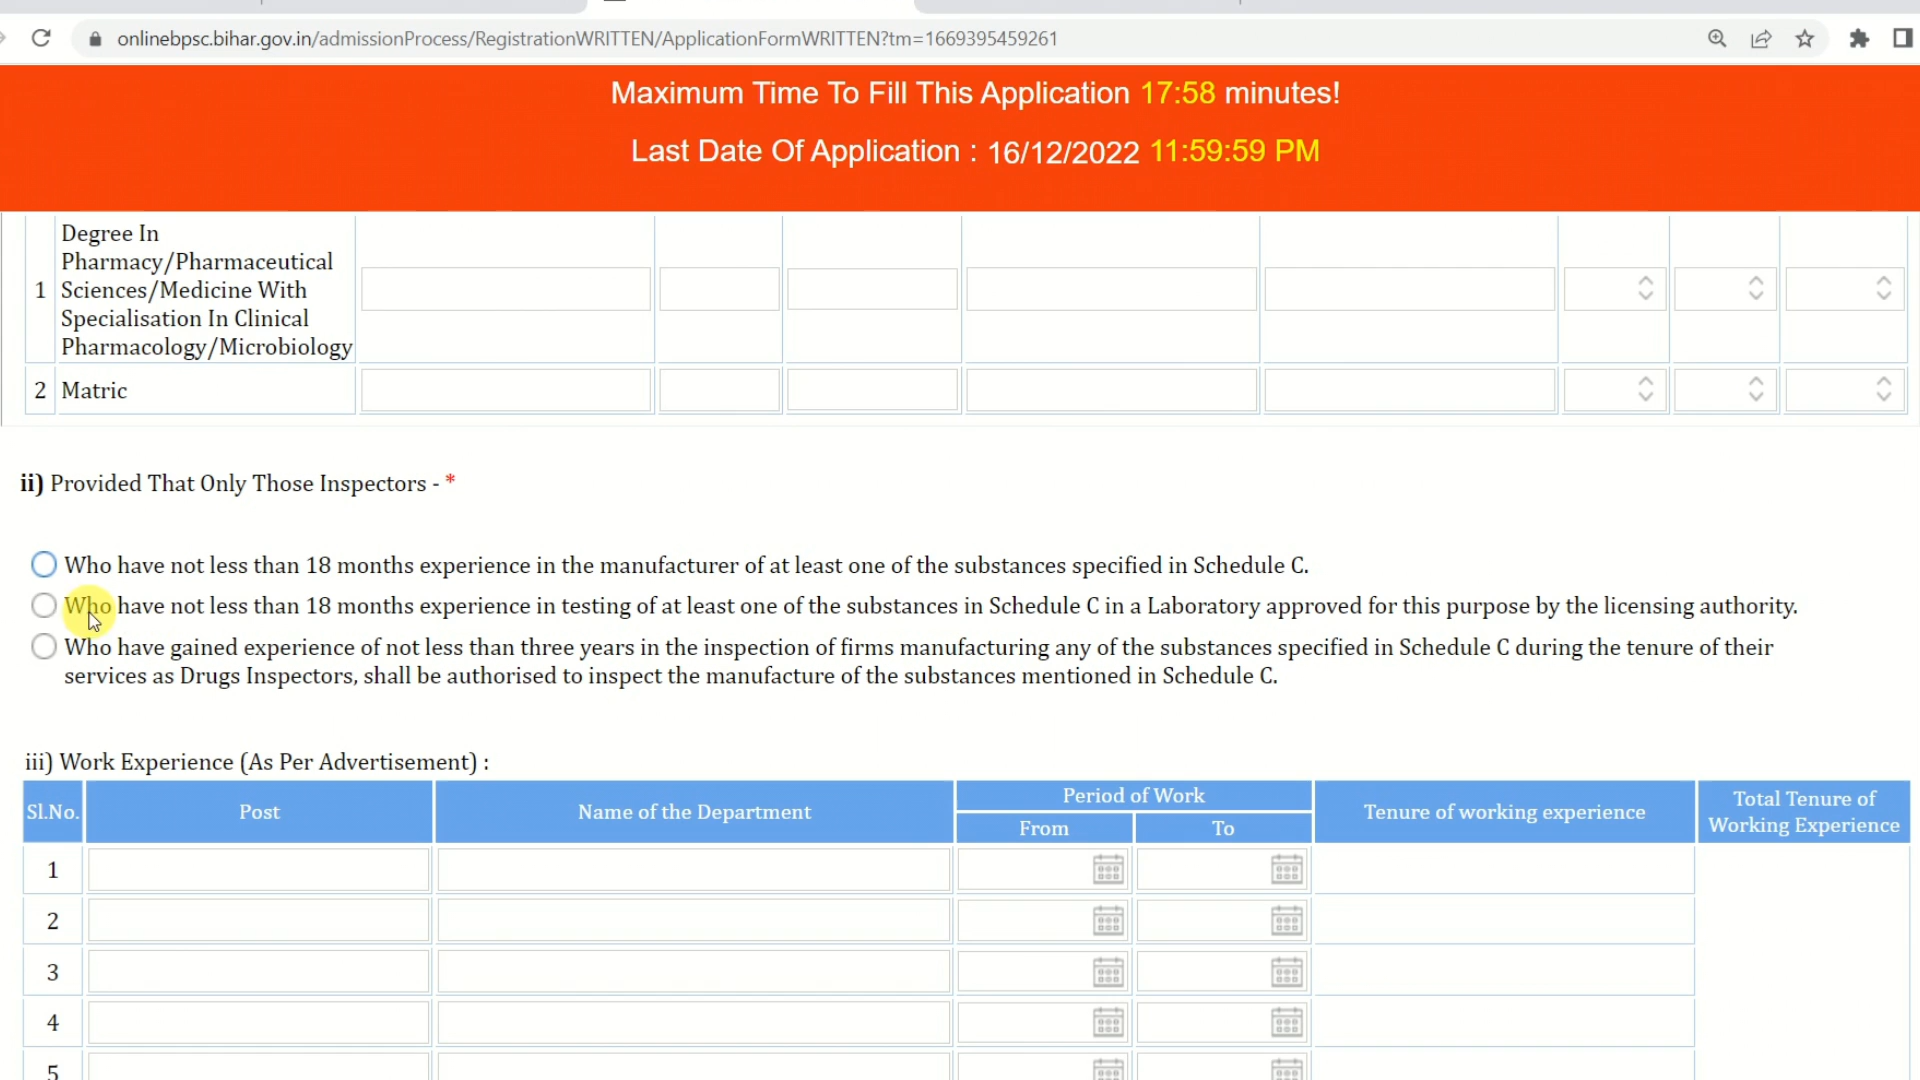 onlinebpsc.bihar.gov.in/admissionProcess/RegistrationWRITTEN/ApplicationFormWRITTEN?tm=1669395459261
Maximum Time To Fill This Application 17:58 minutes!
Last Date Of Application : 16/12/2022 11:59:59 PM
Degree In
Pharmacy/Pharmaceutical
1 Sciences/Medicine With
Specialisation In Clinical
Pharmacology/Microbiology
2 Matric
ii) Provided That Only Those Inspectors - *
Who have not less than 18 months experience in the manufacturer of at least one of the substances specified in Schedule C.
Who have not less than 18 months experience in testing of at least one of the substances in Schedule C in a Laboratory approved for this purpose by the licensing authority.
Who have gained experience of not less than three years in the inspection of firms manufacturing any of the substances specified in Schedule C during the tenure of their
services as Drugs Inspectors, shall be authorised to inspect the manufacture of the substances mentioned in Schedule C.
iii) Work Experience (As Per Advertisement) :
Sl.No. Post Name of the Department Period of Work Tenure of working experience Total Tenure of
From To Working Experience
1
2
3
4
5